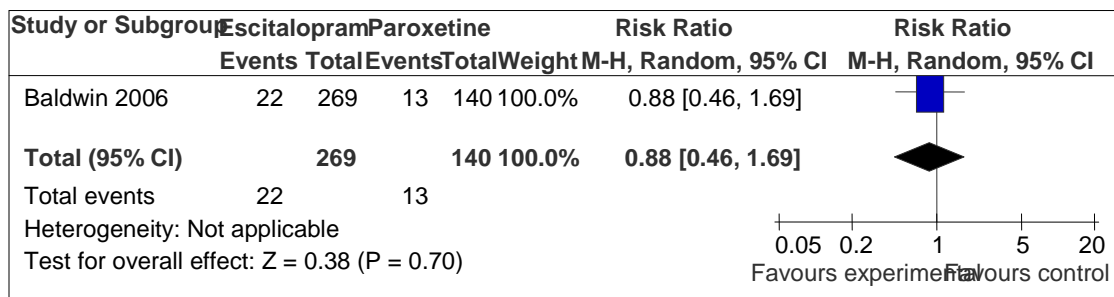 Study or Subgroup Escitalopram Paroxetine Risk Ratio Risk Ratio
Events Total Events Total Weight M-H, Random, 95% CI M-H, Random, 95% CI
Baldwin 2006 22 269 13 140 100.0% 0.88 [0.46, 1.69]
Total (95% CI) 269 140 100.0% 0.88 [0.46, 1.69]
Total events 22 13
Heterogeneity: Not applicable
Test for overall effect: Z = 0.38 (P = 0.70)
0.05 0.2 1 5 20
Favours experimental Favours control